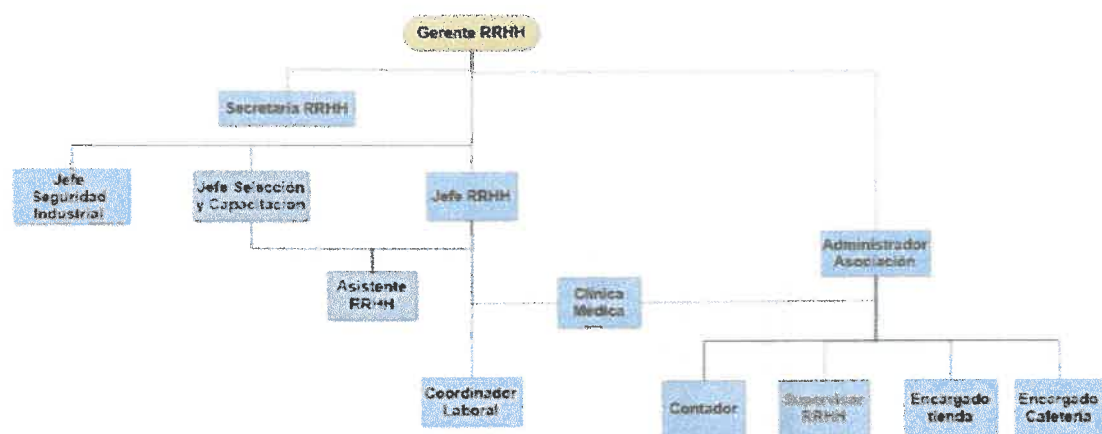 Gerente RRHH
Secretaria RRHH
Jefe
Seguridad
Industrial
Jefe Selección
y Capacitación
Jefe RRHH
Administrador
Asociación
Asistente
RRHH
Clínica
Médica
Coordinador
Laboral
Contador
Supervisor
RRHH
Encargado
tienda
Encargado
Cafetería